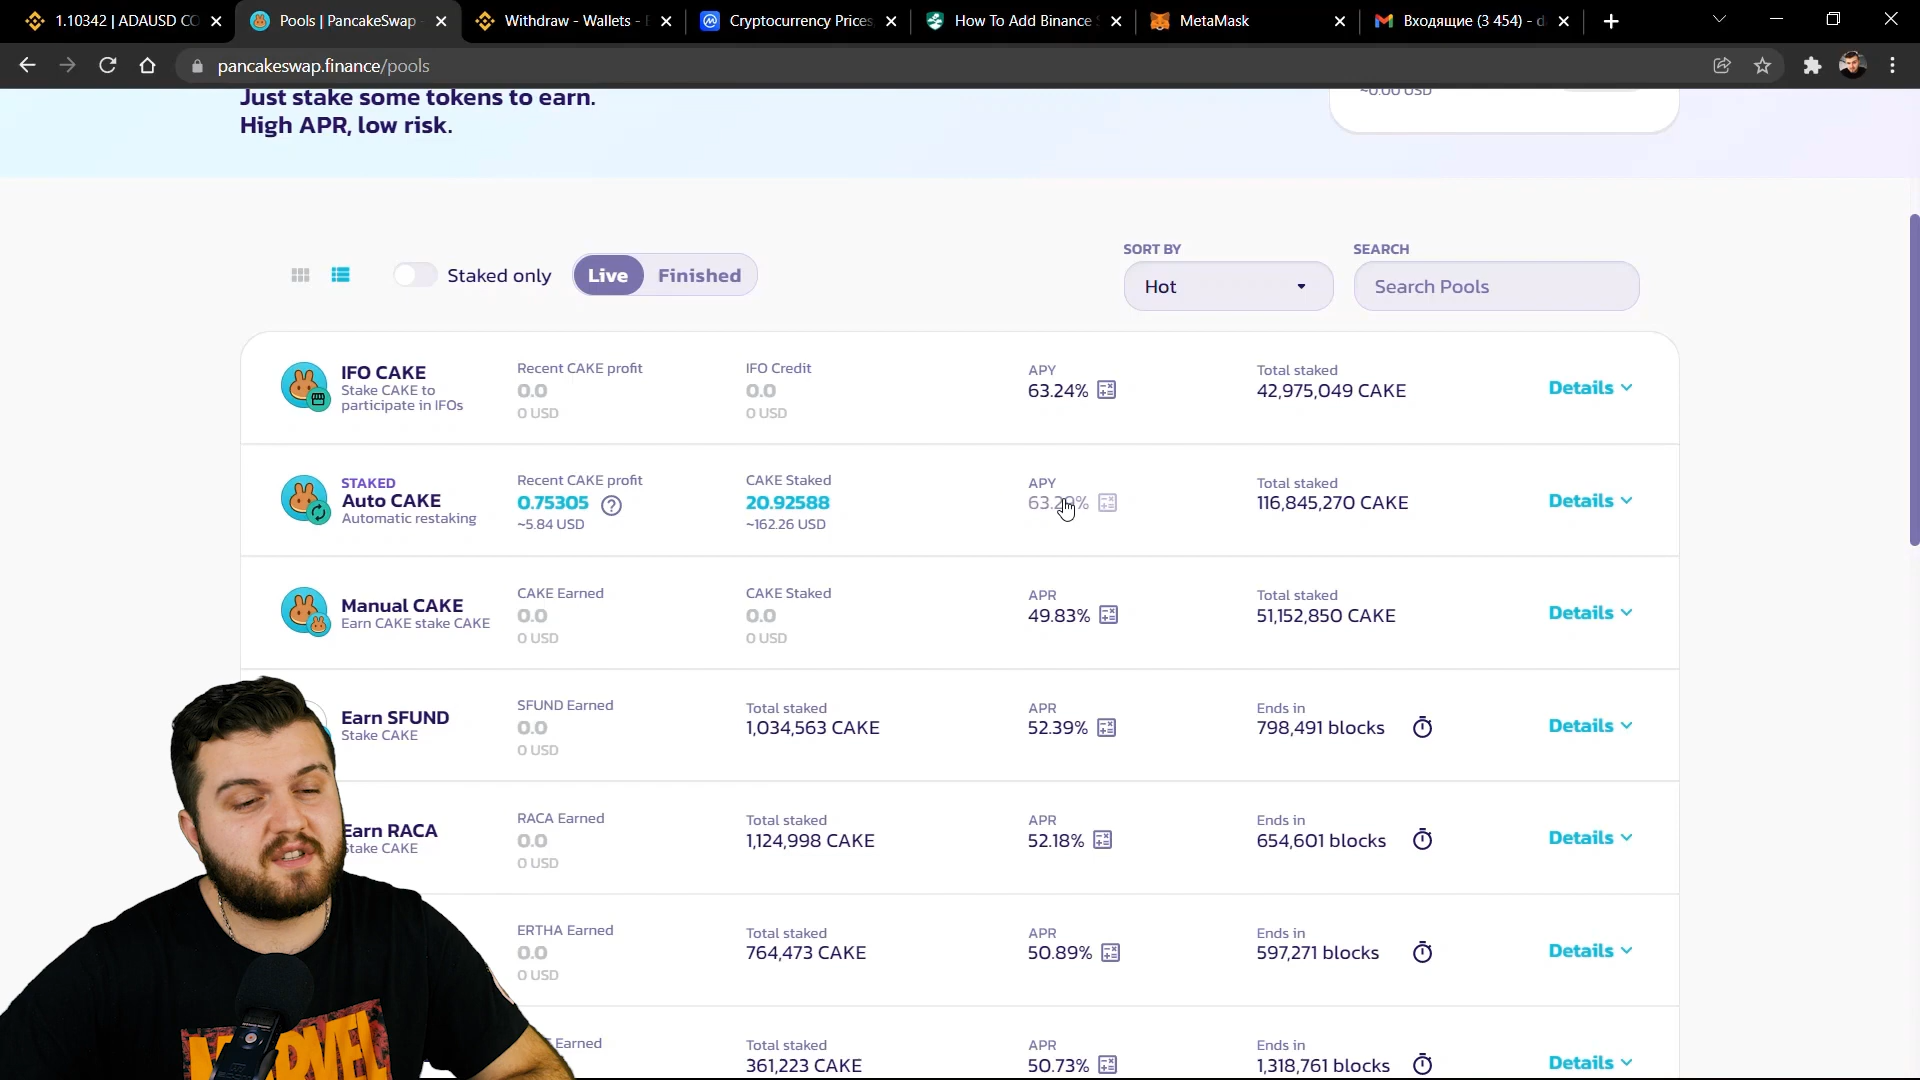 1.10342 | ADAUSD CO
Pools | PancakeSwap
Withdraw - Wallets -
Cryptocurrency Prices,
How To Add Binance
MetaMask
Входящие (3 454) - d
pancakeswap.finance/pools
Just stake some tokens to earn.
High APR, low risk.
~0.00 USD
Staked only
Live
Finished
SORT BY
Hot
SEARCH
Search Pools
IFO CAKE
Stake CAKE to
participate in IFOs
Recent CAKE profit
0.0
0 USD
IFO Credit
0.0
0 USD
APY
63.24%
Total staked
42,975,049 CAKE
Details
STAKED
Auto CAKE
Automatic restaking
Recent CAKE profit
0.75305
~5.84 USD
CAKE Staked
20.92588
~162.26 USD
APY
Total staked
116,845,270 CAKE
Details
Manual CAKE
Earn CAKE stake CAKE
CAKE Earned
0.0
0 USD
CAKE Staked
0.0
0 USD
APR
49.83%
Total staked
51,152,850 CAKE
Details
Earn SFUND
Stake CAKE
SFUND Earned
0.0
0 USD
Total staked
1,034,563 CAKE
APR
52.39%
Ends in
798,491 blocks
Details
Earn RACA
Stake CAKE
RACA Earned
0.0
0 USD
Total staked
1,124,998 CAKE
APR
52.18%
Ends in
654,601 blocks
Details
ERTHA Earned
0.0
0 USD
Total staked
764,473 CAKE
APR
50.89%
Ends in
597,271 blocks
Details
Earned
Total staked
361,223 CAKE
APR
50.73%
Ends in
1,318,761 blocks
Details
MARVEL